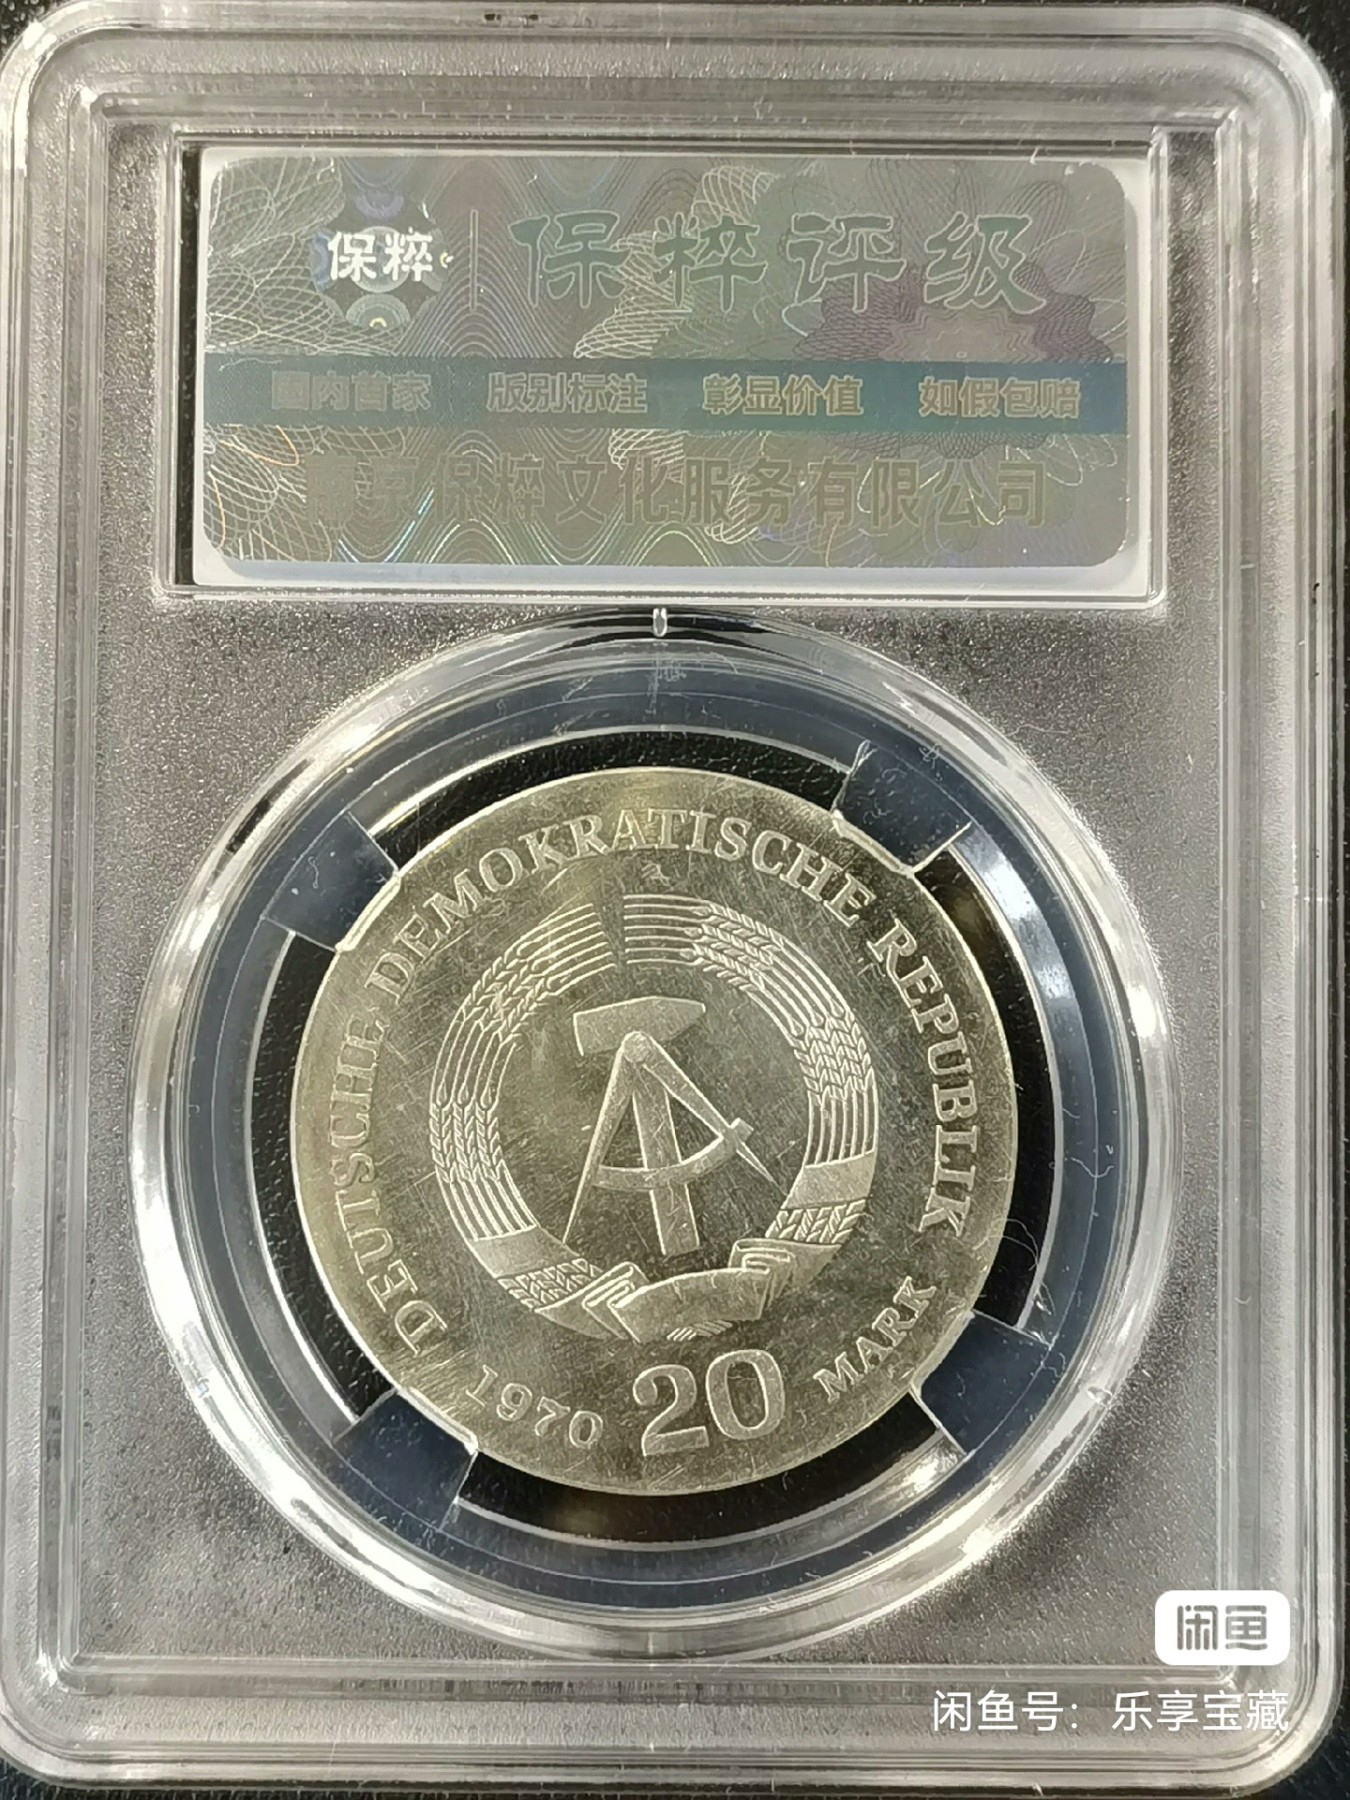 保粹 保粹评级
国内首家 版别标注 彰显价值 如假包赔
南京保粹文化服务有限公司
DEUTSCHE DEMOKRATISCHE REPUBLIK
1970 20 MARK
闲鱼
闲鱼号：乐享宝藏